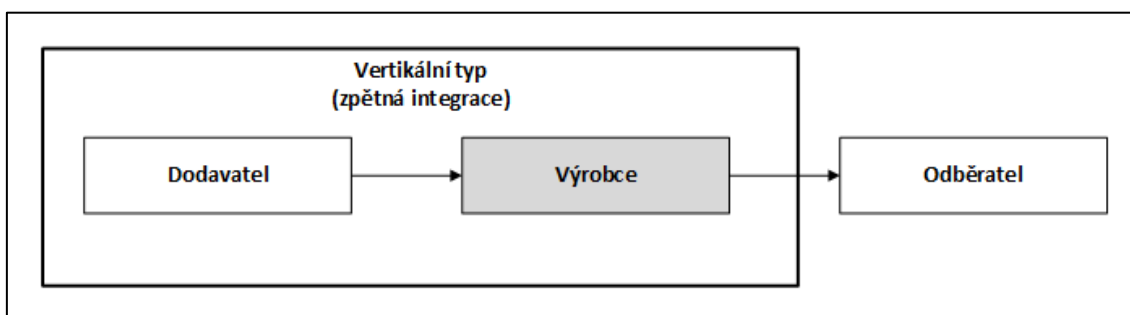 Vertikální typ
(zpětná integrace)
Dodavatel
Výrobce
Odběratel